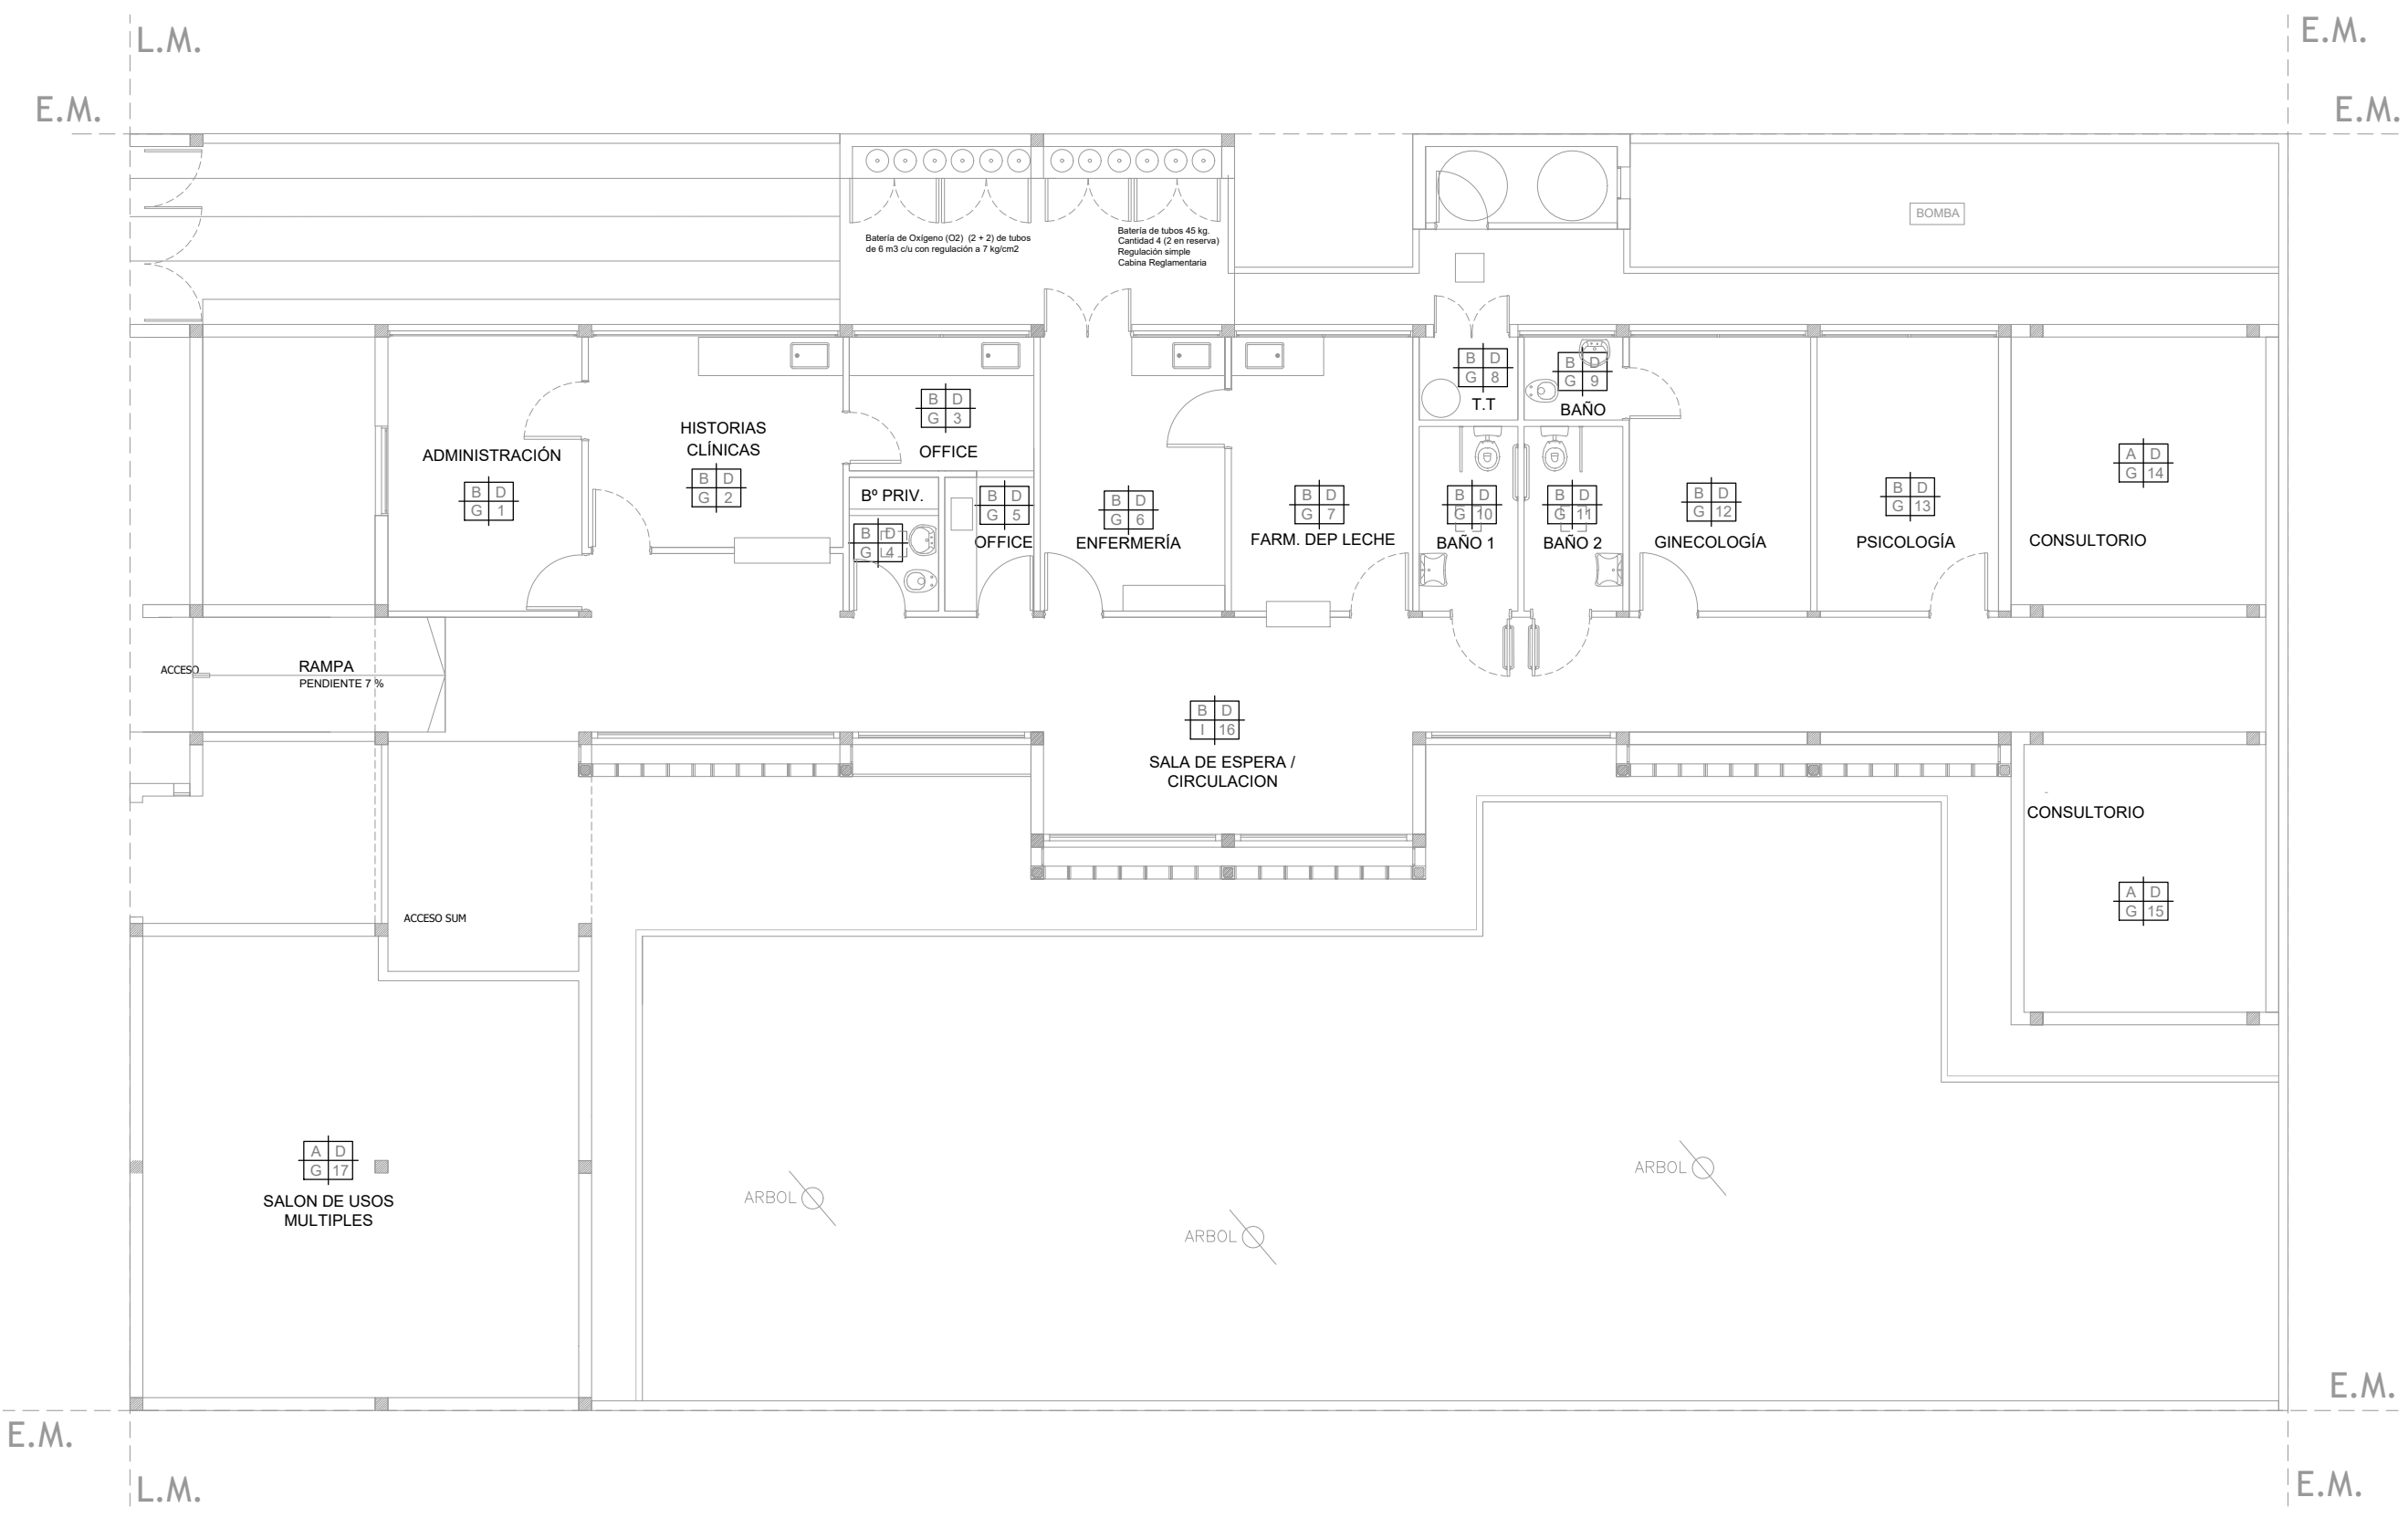 L.M.
E.M.
E.M.
E.M.
BOMBA
Batería de Oxígeno (O2) (2 + 2) de tubos
de 6 m3 c/u con regulación a 7 kg/cm2
Batería de tubos 45 kg.
Cantidad 4 (2 en reserva)
Regulación simple
Cabina Reglamentaria
ADMINISTRACIÓN
B D
G 1
HISTORIAS
CLÍNICAS
B D
G 2
B D
G 3
OFFICE
Bº PRIV.
B D
G 4
B D
G 5
OFFICE
B D
G 6
ENFERMERÍA
B D
G 7
FARM. DEP LECHE
B D
G 8
T.T
B D
G 9
BAÑO
B D
G 10
BAÑO 1
B D
G 11
BAÑO 2
B D
G 12
GINECOLOGÍA
B D
G 13
PSICOLOGÍA
A D
G 14
CONSULTORIO
ACCESO
RAMPA
PENDIENTE 7 %
B D
I 16
SALA DE ESPERA /
CIRCULACION
CONSULTORIO
A D
G 15
ACCESO SUM
A D
G 17
SALON DE USOS
MULTIPLES
ARBOL
ARBOL
ARBOL
E.M.
E.M.
L.M.
E.M.